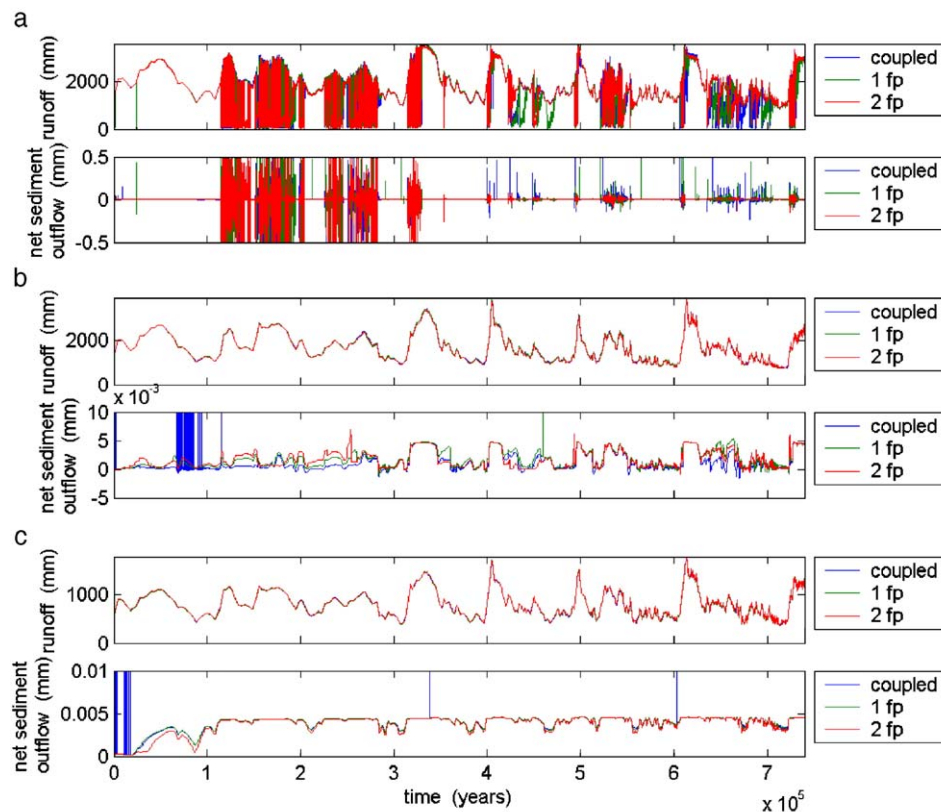 a
runoff (mm)
2000
0
coupled
1 fp
2 fp
net sediment
outflow (mm)
0.5
0
-0.5
coupled
1 fp
2 fp
b
runoff (mm)
2000
0
coupled
1 fp
2 fp
x 10-3
net sediment
outflow (mm)
10
5
0
-5
coupled
1 fp
2 fp
c
runoff (mm)
1000
0
coupled
1 fp
2 fp
net sediment
outflow (mm)
0.01
0.005
0
coupled
1 fp
2 fp
0 1 2 3 4 5 6 7
time (years)
x 105